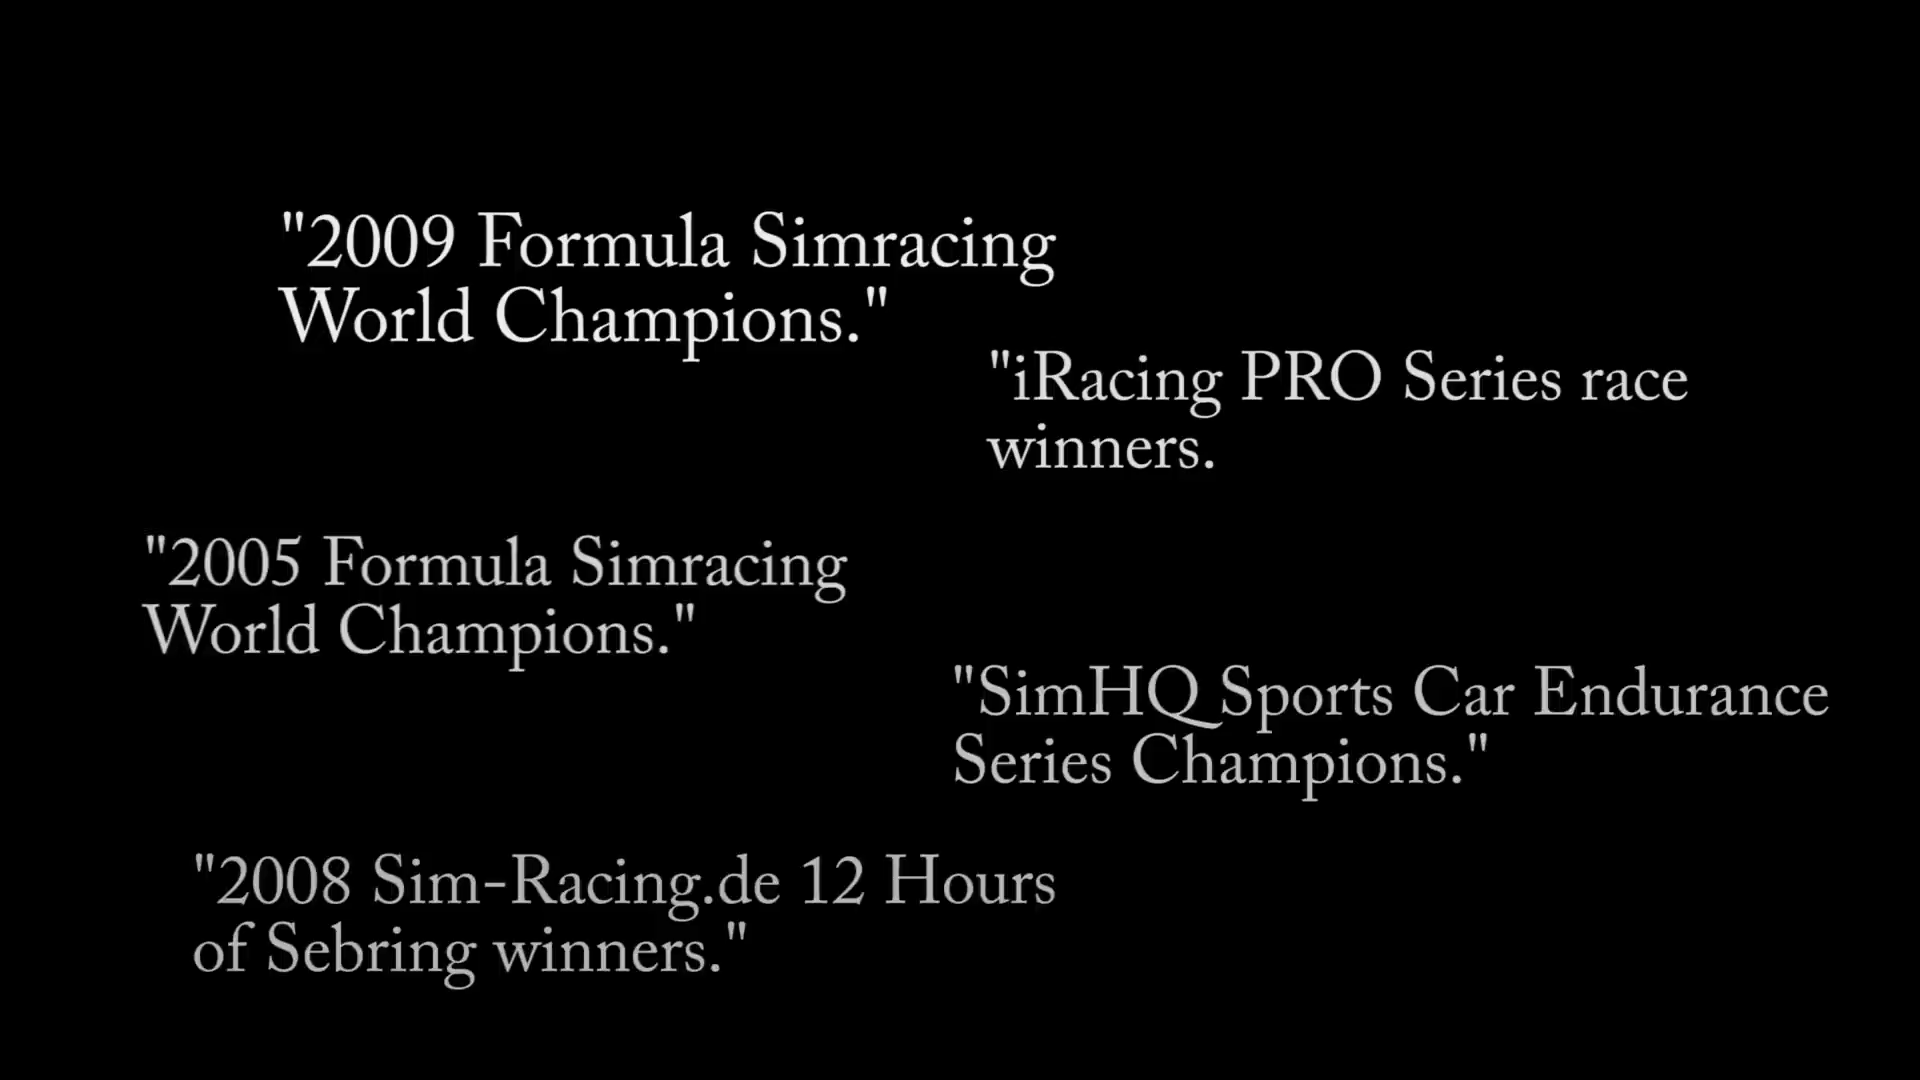 "2009 Formula Simracing
World Champions."
"iRacing PRO Series race
winners.
"2005 Formula Simracing
World Champions."
"SimHQ Sports Car Endurance
Series Champions."
"2008 Sim-Racing.de 12 Hours
of Sebring winners."